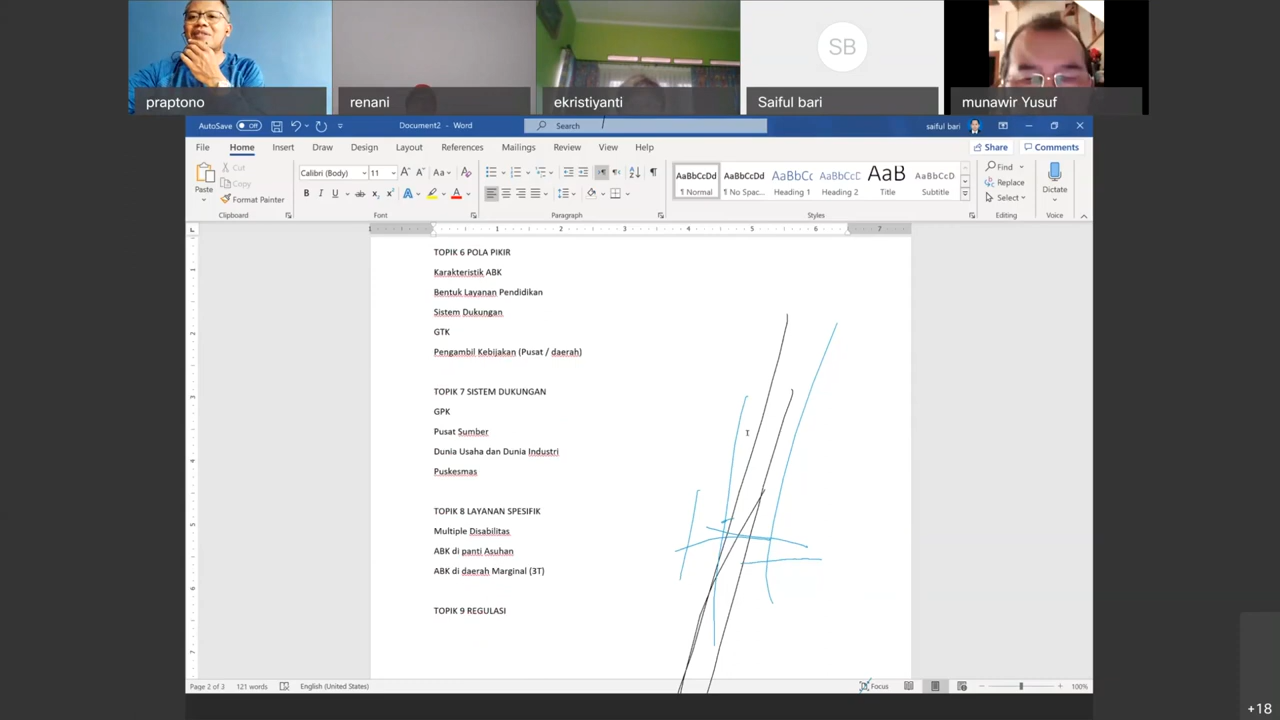 praptono
renani
ekristiyanti
SB
Saiful bari
munawir Yusuf
AutoSave Off
Document2 - Word
Search
saiful bari
File Home Insert Draw Design Layout References Mailings Review View Help
Share Comments
Paste
Cut
Copy
Format Painter
Clipboard
Calibri (Body) 11
Font
Paragraph
AaBbCcDd AaBbCcDd AaBbCc AaBbCcD AaB AaBbCcD
¶ Normal ¶ No Spac... Heading 1 Heading 2 Title Subtitle
Styles
Find
Replace
Select
Editing
Dictate
Voice
TOPIK 6 POLA PIKIR
Karakteristik ABK
Bentuk Layanan Pendidikan
Sistem Dukungan
GTK
Pengambil Kebijakan (Pusat / daerah)
TOPIK 7 SISTEM DUKUNGAN
GPK
Pusat Sumber
Dunia Usaha dan Dunia Industri
Puskesmas
TOPIK 8 LAYANAN SPESIFIK
Multiple Disabilitas
ABK di panti Asuhan
ABK di daerah Marginal (3T)
TOPIK 9 REGULASI
Page 2 of 3 121 words English (United States) Focus 100%
+18